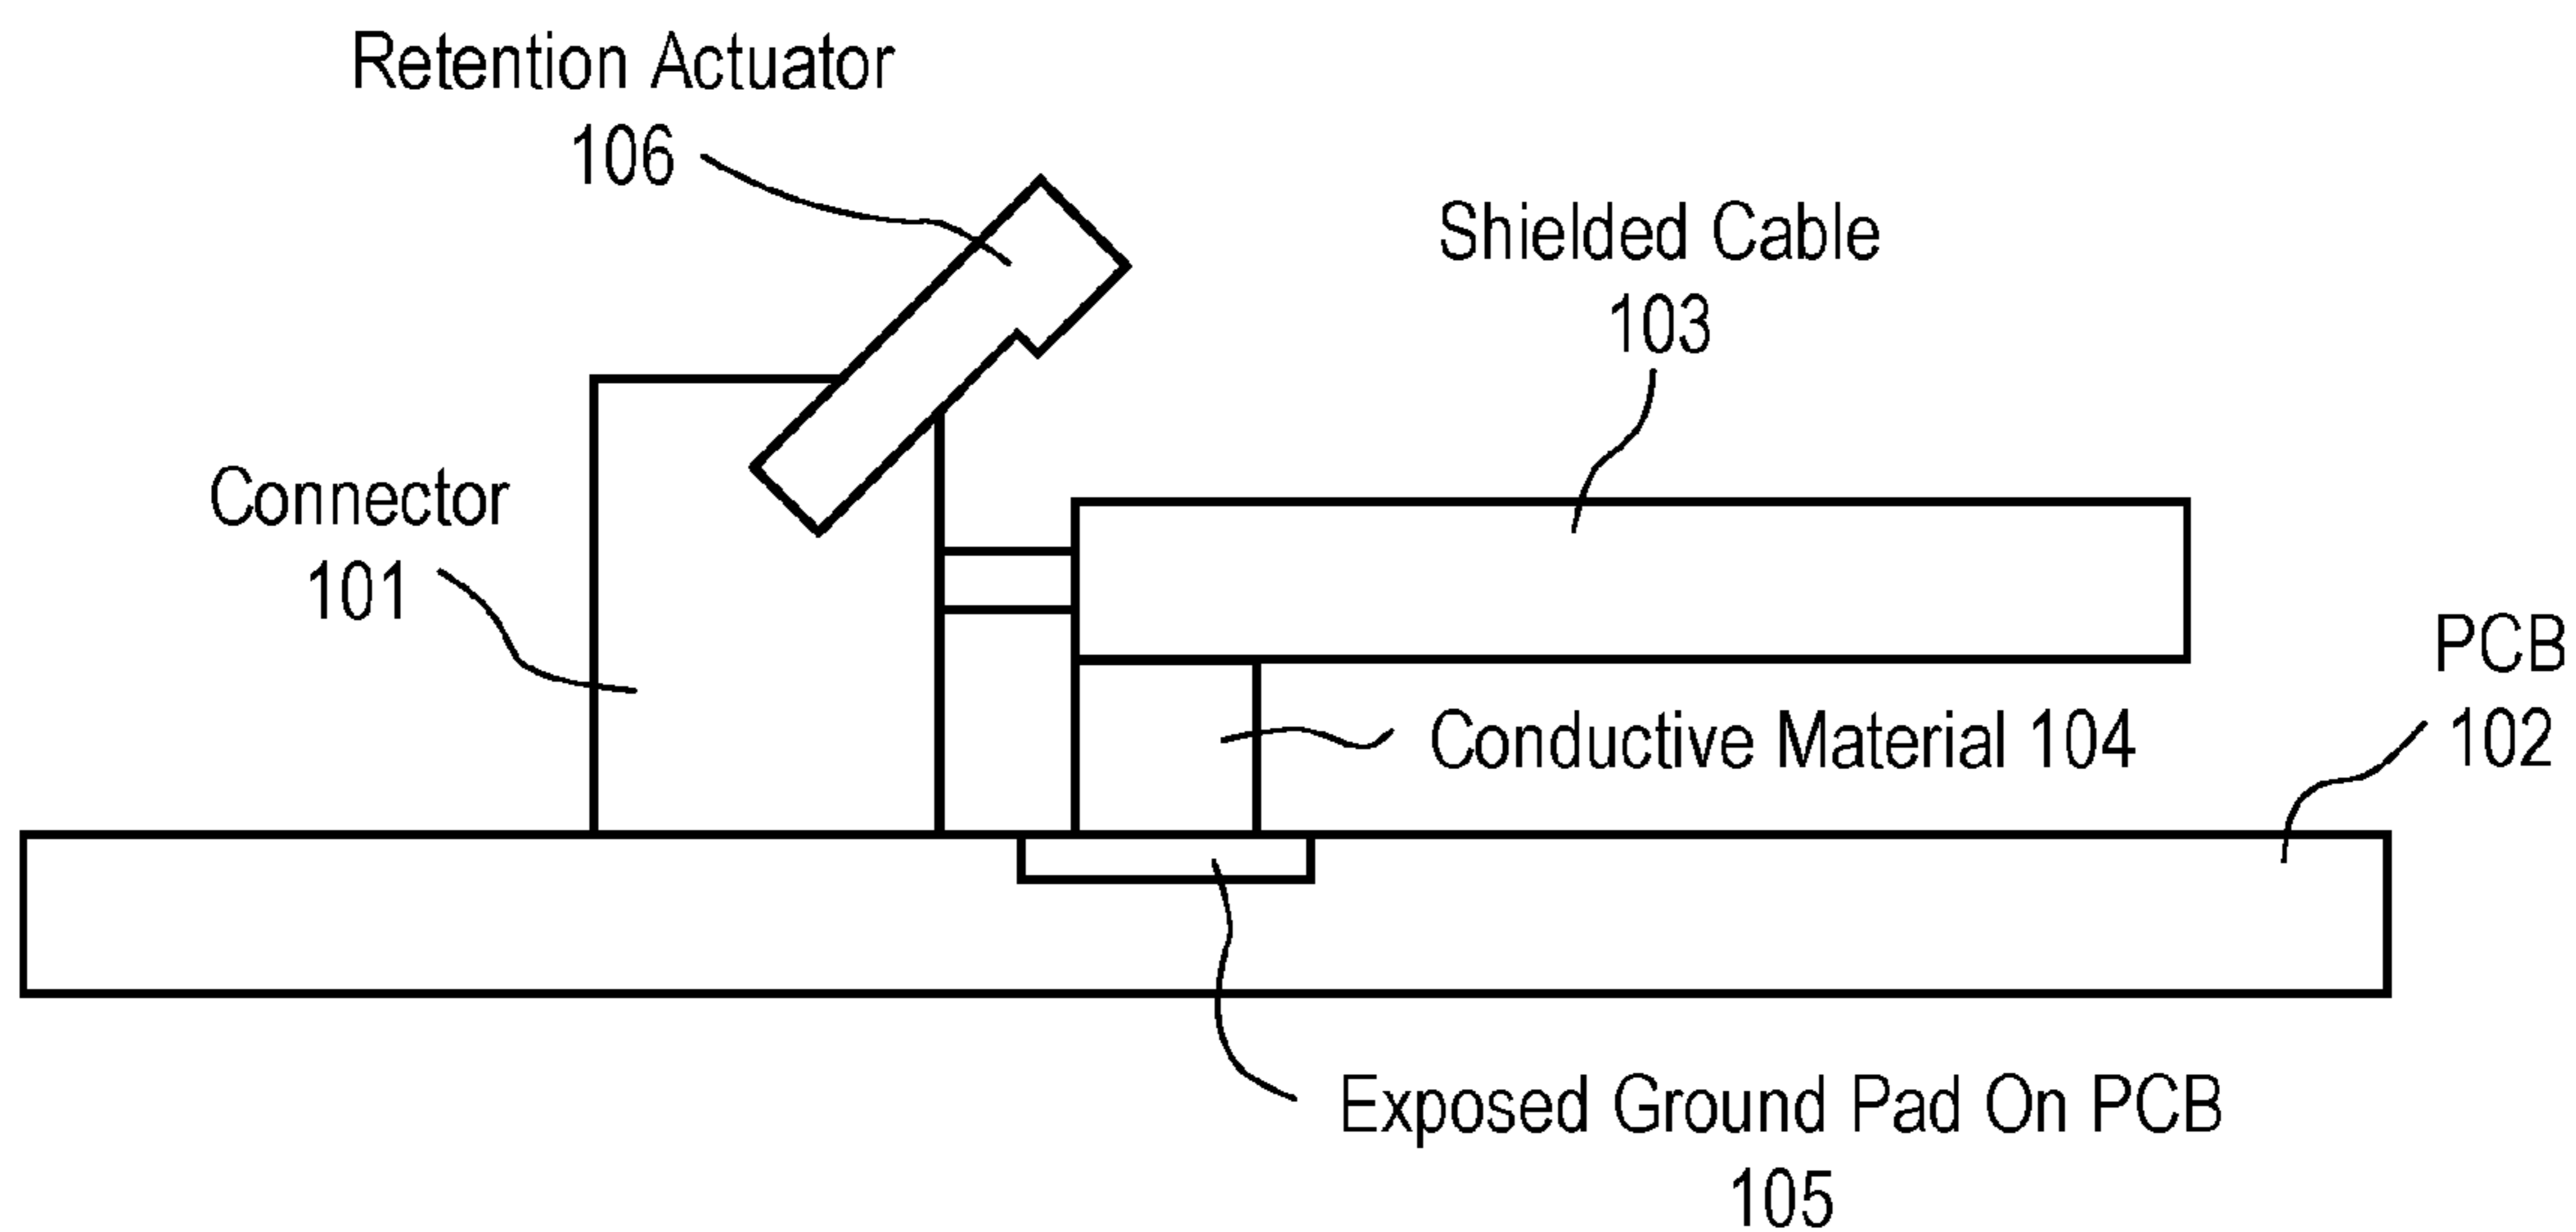 Retention Actuator
106
Shielded Cable
103
Connector
101
PCB
102
Conductive Material 104
Exposed Ground Pad On PCB
105